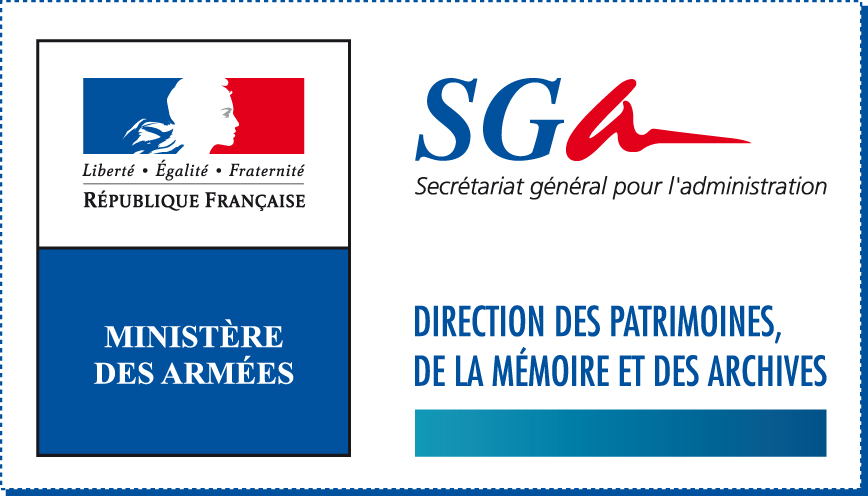 Liberté • Égalité • Fraternité
RÉPUBLIQUE FRANÇAISE
MINISTÈRE
DES ARMÉES
SGa
Secrétariat général pour l'administration
DIRECTION DES PATRIMOINES,
DE LA MÉMOIRE ET DES ARCHIVES